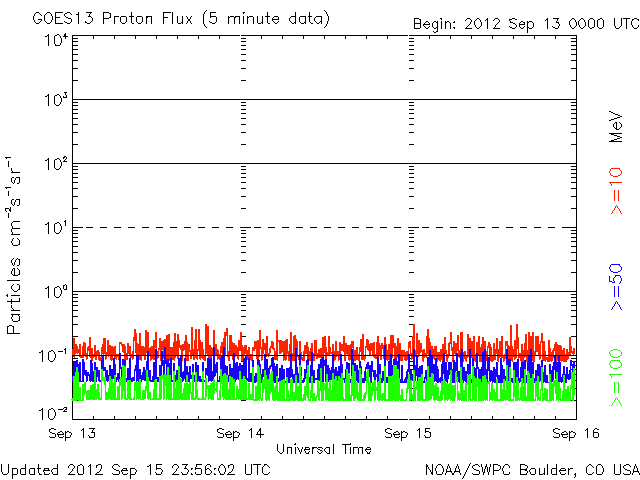 GOES13 Proton Flux (5 minute data)
Begin: 2012 Sep 13 0000 UTC
Particles cm⁻²s⁻¹sr⁻¹
10⁴
10³
10²
10¹
10⁰
10⁻¹
10⁻²
MeV
>=10
>=50
>=100
Sep 13
Sep 14
Sep 15
Sep 16
Universal Time
Updated 2012 Sep 15 23:56:02 UTC
NOAA/SWPC Boulder, CO USA